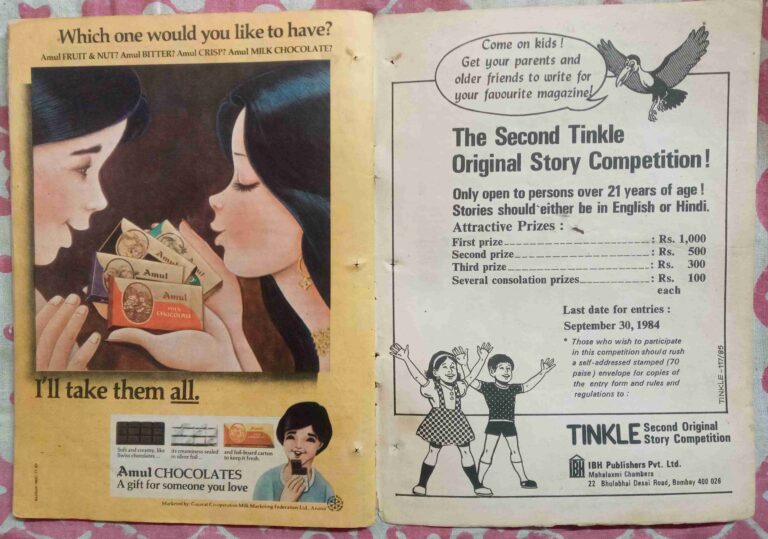 Which one would you like to have?
Amul FRUIT & NUT? Amul BITTER? Amul CRISP? Amul MILK CHOCOLATE?
Amul
Amul
Amul
MILK
CHOCOLATE
I'll take them all.
Soft and creamy, like
Swiss chocolates...
its creaminess sealed
in silver foil...
and foil-board carton
to keep it fresh.
Amul CHOCOLATES
A gift for someone you love
Marketed by: Gujarat Co-operative Milk Marketing Federation Ltd., Anand
Come on kids!
Get your parents and
older friends to write for
your favourite magazine!
The Second Tinkle
Original Story Competition!
Only open to persons over 21 years of age!
Stories should either be in English or Hindi.
Attractive Prizes :
First prize : Rs. 1,000
Second prize : Rs. 500
Third prize : Rs. 300
Several consolation prizes : Rs. 100
each
Last date for entries :
September 30, 1984
* Those who wish to participate
in this competition should rush
a self-addressed stamped (70
paise) envelope for copies of
the entry form and rules and
regulations to :
TINKLE-117/85
TINKLE Second Original
Story Competition
IBH
IBH Publishers Pvt. Ltd.
Mahalaxmi Chambers
22 Bhulabhai Desai Road, Bombay 400 026